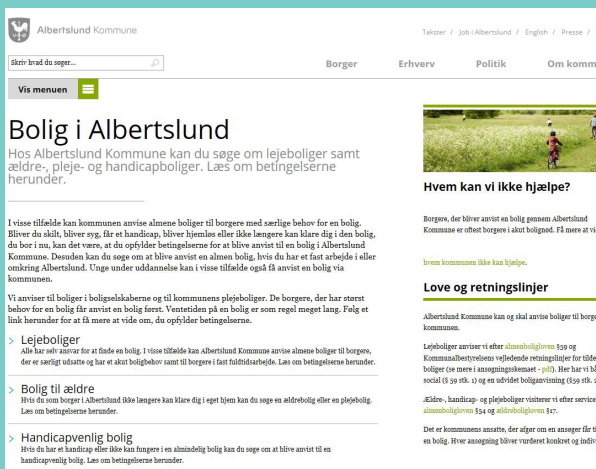 Albertslund Kommune
Takster / Job i Albertslund / English / Presse /
Skriv hvad du søger...
Borger Erhverv Politik Om komm
Vis menuen
Bolig i Albertslund
Hos Albertslund Kommune kan du søge om lejeboliger samt
ældre-, pleje- og handicapboliger. Læs om betingelserne
herunder.
I visse tilfælde kan kommunen anvise almene boliger til borgere med særlige behov for en bolig.
Bliver du skilt, bliver syg, får et handicap, bliver hjemløs eller ikke længere kan klare dig i den bolig,
du bor i nu, kan det være, at du opfylder betingelserne for at blive anvist til en bolig i Albertslund
Kommune. Desuden kan du søge om at blive anvist en almen bolig, hvis du har et fast arbejde i eller
omkring Albertslund. Unge under uddannelse kan i visse tilfælde også få anvist en bolig via
kommunen.
Vi anviser til boliger i boligselskaberne og til kommunens plejeboliger. De borgere, der har størst
behov for en bolig får anvist en bolig først. Ventetiden på en bolig er som regel meget lang. Følg et
link herunder for at få mere at vide om, du opfylder betingelserne.
Lejeboliger
Alle har selv ansvar for at finde en bolig. I visse tilfælde kan Albertslund Kommune anvise almene boliger til borgere,
der er særligt udsatte og har et akut boligbehov samt til borgere i fast fuldtidsarbejde. Læs om betingelserne herunder.
Bolig til ældre
Hvis du som borger i Albertslund ikke længere kan klare dig i eget hjem kan du søge en ældrebolig eller en plejebolig.
Læs om betingelserne herunder.
Handicapvenlig bolig
Hvis du har et handicap eller ikke kan fungere i en almindelig bolig kan du søge om at blive anvist til en
handicapvenlig bolig. Læs om betingelserne herunder.
Hvem kan vi ikke hjælpe?
Borgere, der bliver anvist en bolig gennem Albertslund
Kommune er oftest borgere i akut bolignød. Få mere at vi
hvem kommunen ikke kan hjælpe.
Love og retningslinjer
Albertslund Kommune kan og skal anvise boliger til borge
kommunen.
Lejeboliger anviser vi efter almenboligloven §59 og
Kommunalbestyrelsens vejledende retningslinjer for tilde
boliger (se mere i ansøgningsskemaet - pdf). Her har vi bå
social (§ 59 stk. 1) og en udvidet boliganvisning (§59 stk. 2
Ældre-, handicap- og plejeboliger visiterer vi efter service
almenboligloven §54 og ældreboligloven §17.
Det er kommunens ansatte, der afgør om en ansøger får ti
en bolig. Hver ansøgning bliver vurderet konkret og indiv